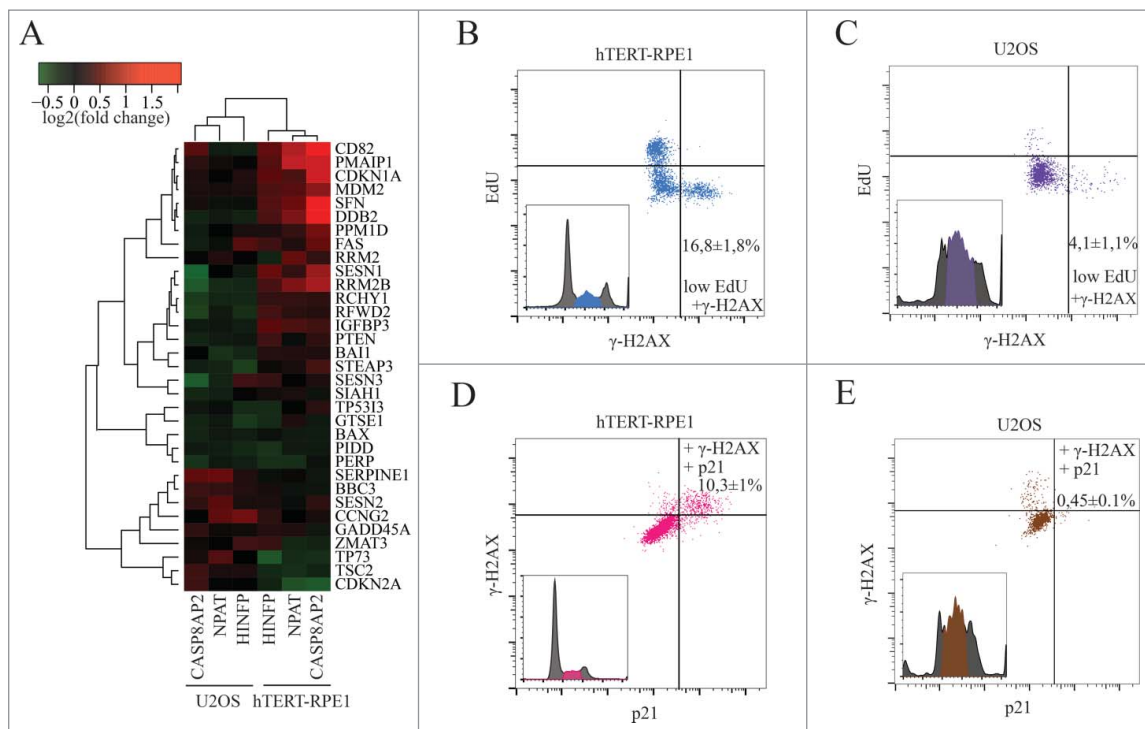 A
−0.5 0 0.5 1 1.5
log2(fold change)
CD82
PMAIP1
CDKN1A
MDM2
SFN
DDB2
PPM1D
FAS
RRM2
SESN1
RRM2B
RCHY1
RFWD2
IGFBP3
PTEN
BAI1
STEAP3
SESN3
SIAH1
TP53I3
GTSE1
BAX
PIDD
PERP
SERPINE1
BBC3
SESN2
CCNG2
GADD45A
ZMAT3
TP73
TSC2
CDKN2A
CASP8AP2
NPAT
HINFP
HINFP
NPAT
CASP8AP2
U2OS hTERT-RPE1
B
hTERT-RPE1
EdU
16,8±1,8%
low EdU
+γ-H2AX
γ-H2AX
C
U2OS
EdU
4,1±1,1%
low EdU
+γ-H2AX
γ-H2AX
D
hTERT-RPE1
+ γ-H2AX
+ p21
10,3±1%
γ-H2AX
p21
E
U2OS
+ γ-H2AX
+ p21
0,45±0.1%
γ-H2AX
p21